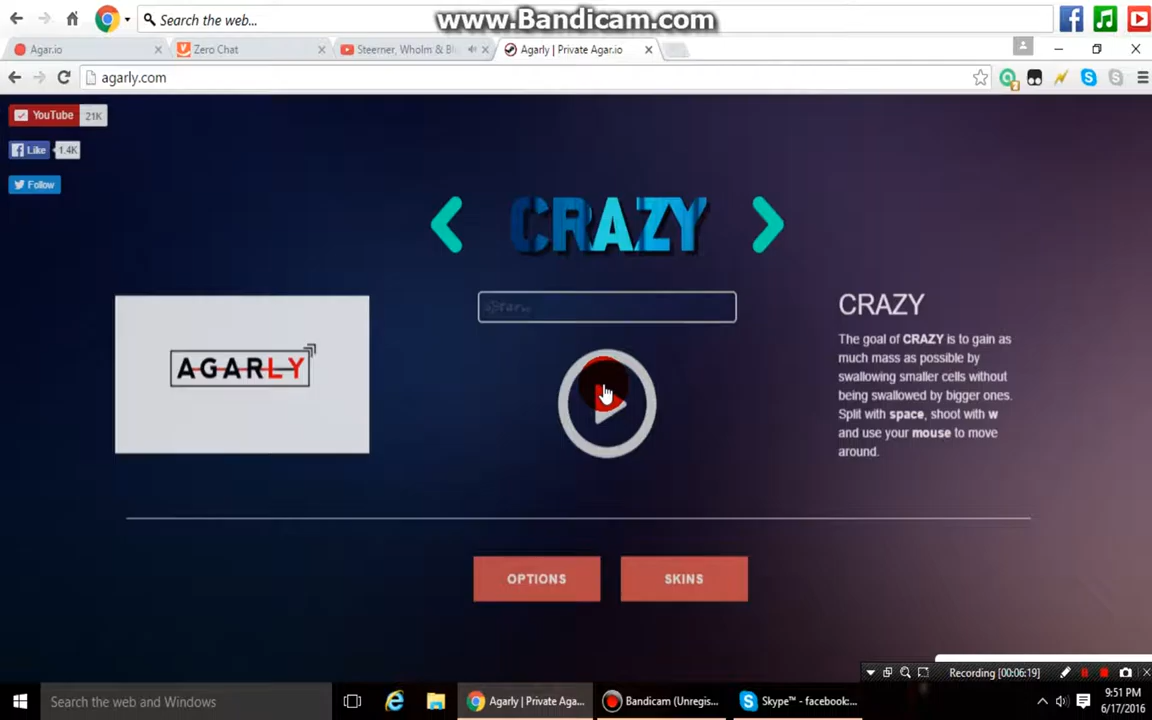 Search the web...
www.Bandicam.com
Agar.io
Zero Chat
Steerner, Wholm & Bl
Agarly | Private Agar.io
agarly.com
YouTube 21K
Like 1.4K
Follow
CRAZY
AGARLY
CRAZY
The goal of CRAZY is to gain as
much mass as possible by
swallowing smaller cells without
being swallowed by bigger ones.
Split with space, shoot with w
and use your mouse to move
around.
OPTIONS
SKINS
Recording [00:06:19]
Search the web and Windows
Agarly | Private Aga...
Bandicam (Unregis...
Skype™ - facebook:...
9:51 PM
6/17/2016